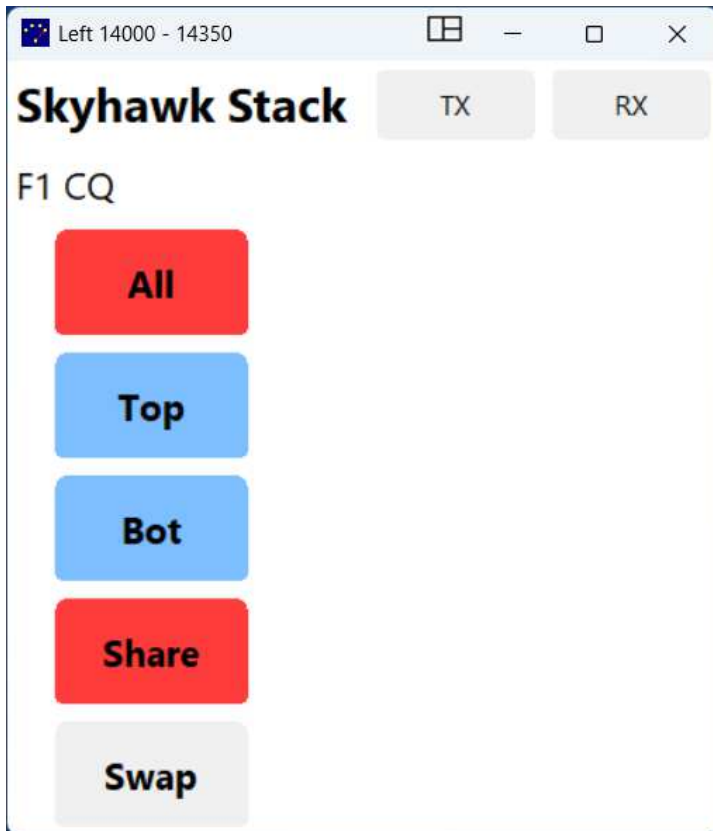 Left 14000 - 14350
Skyhawk Stack TX RX
F1 CQ
All
Top
Bot
Share
Swap